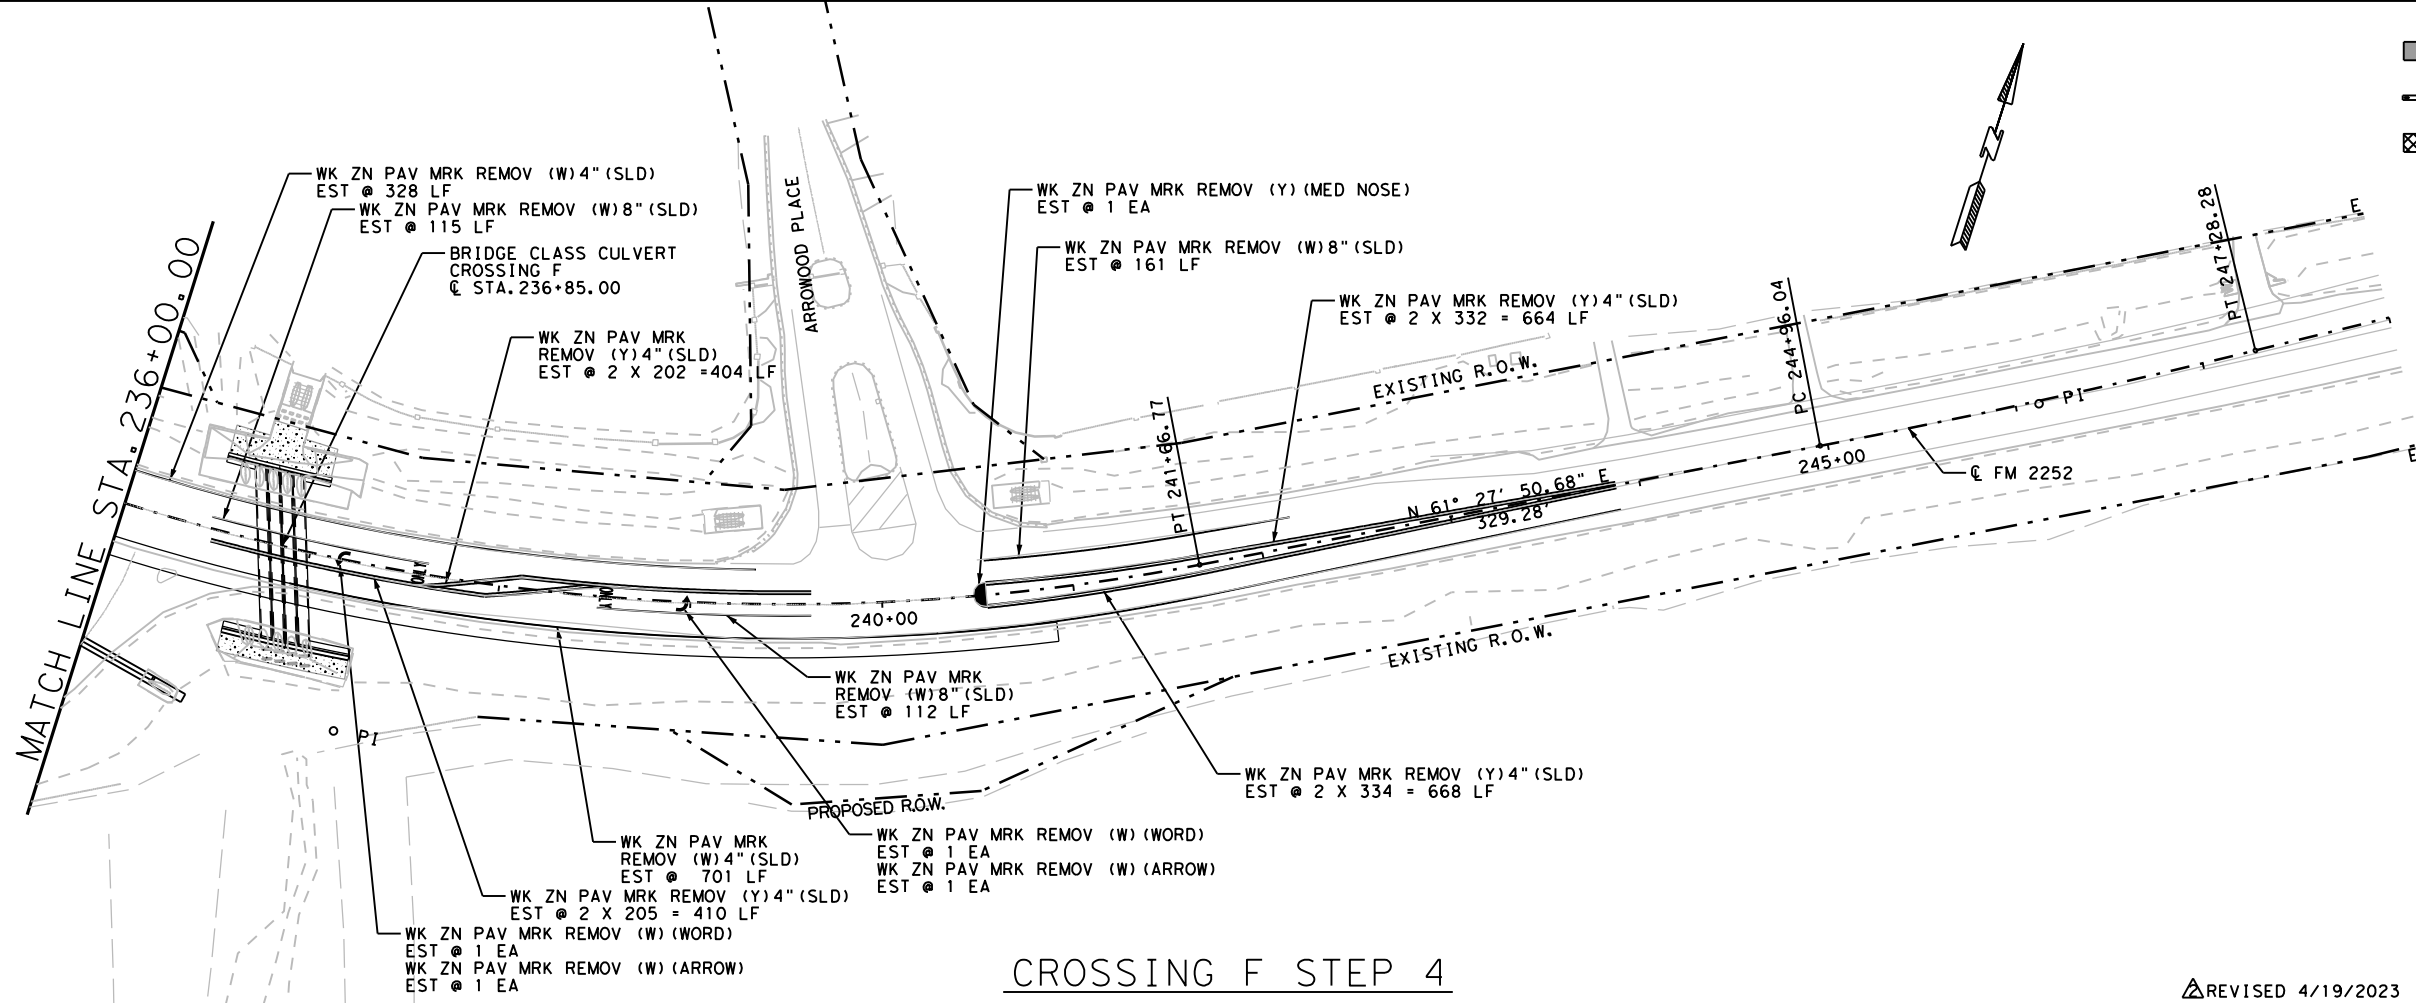 WK ZN PAV MRK REMOV (W)4"(SLD)
EST @ 328 LF
WK ZN PAV MRK REMOV (W)8"(SLD)
EST @ 115 LF
BRIDGE CLASS CULVERT
CROSSING F
℄ STA.236+85.00
WK ZN PAV MRK
REMOV (Y)4"(SLD)
EST @ 2 X 202 =404 LF
MATCH LINE STA. 236+00.00
ARROWOOD PLACE
WK ZN PAV MRK REMOV (Y)(MED NOSE)
EST @ 1 EA
WK ZN PAV MRK REMOV (W)8"(SLD)
EST @ 161 LF
WK ZN PAV MRK REMOV (Y)4"(SLD)
EST @ 2 X 332 = 664 LF
EXISTING R.O.W.
PT 241+66.77
PC 244+96.04
PT 247+28.28
E
N
PI
245+00
℄ FM 2252
N 61° 27' 50.68" E
329.28'
ONLY
ONLY
240+00
EXISTING R.O.W.
E
WK ZN PAV MRK
REMOV (W)8"(SLD)
EST @ 112 LF
PI
PROPOSED R.O.W.
WK ZN PAV MRK REMOV (Y)4"(SLD)
EST @ 2 X 334 = 668 LF
WK ZN PAV MRK
REMOV (W)4"(SLD)
EST @ 701 LF
WK ZN PAV MRK REMOV (W)(WORD)
EST @ 1 EA
WK ZN PAV MRK REMOV (W)(ARROW)
EST @ 1 EA
WK ZN PAV MRK REMOV (Y)4"(SLD)
EST @ 2 X 205 = 410 LF
WK ZN PAV MRK REMOV (W)(WORD)
EST @ 1 EA
WK ZN PAV MRK REMOV (W)(ARROW)
EST @ 1 EA
CROSSING F STEP 4
2 REVISED 4/19/2023